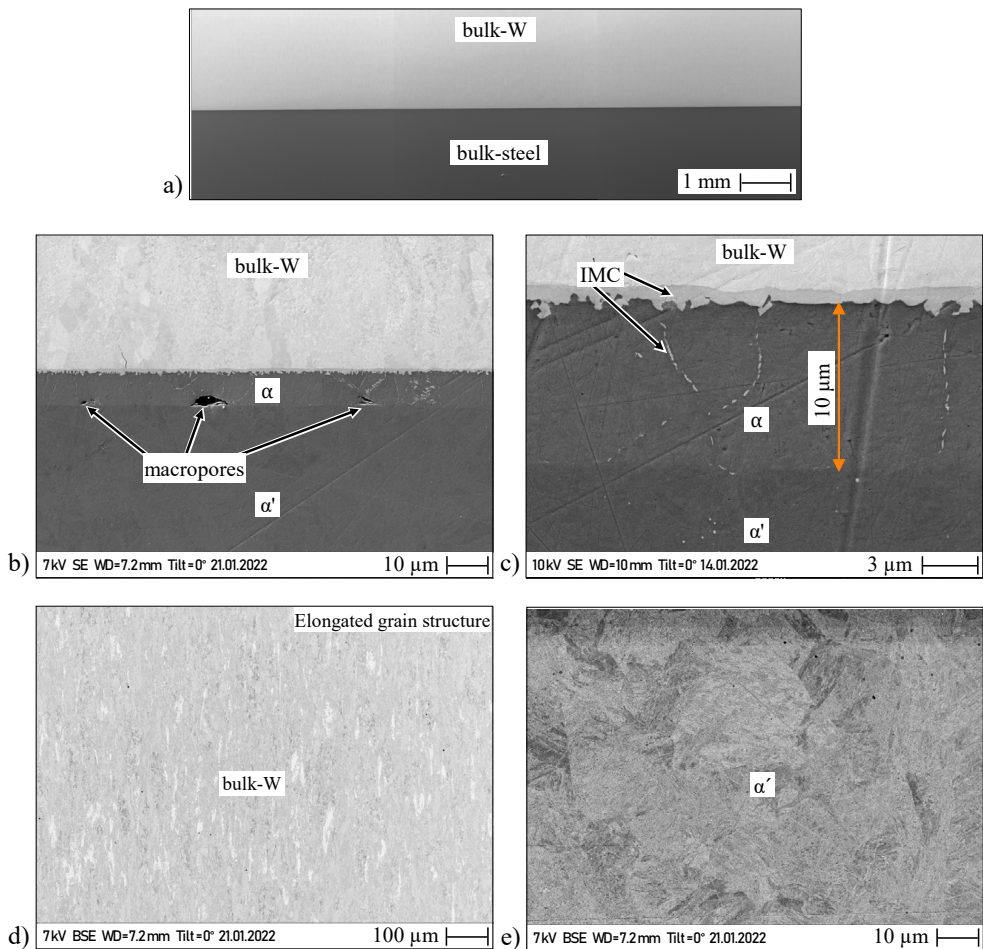 bulk-W
bulk-steel
1 mm
a)
bulk-W
α
macropores
α'
7kV SE WD=7.2mm Tilt=0° 21.01.2022
10 µm
b)
bulk-W
IMC
10 µm
α
α'
10kV SE WD=10mm Tilt=0° 14.01.2022
3 µm
c)
Elongated grain structure
bulk-W
7kV BSE WD=7.2mm Tilt=0° 21.01.2022
100 µm
d)
α´
7kV BSE WD=7.2mm Tilt=0° 21.01.2022
10 µm
e)